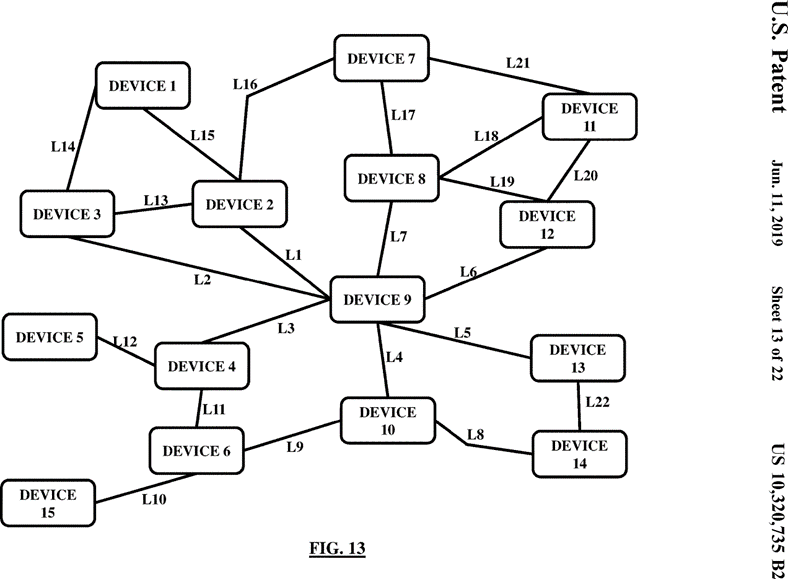 DEVICE 7
L21
DEVICE 1
L16
DEVICE
11
L17
L18
L15
L14
L20
DEVICE 8
L19
DEVICE 2
L13
DEVICE 3
DEVICE
12
L7
L1
L6
L2
DEVICE 9
L3
L5
DEVICE 5
L12
DEVICE
13
L4
DEVICE 4
L22
L11
DEVICE
10
L8
L9
DEVICE 6
DEVICE
14
L10
DEVICE
15
FIG. 13
U.S. Patent
Jun. 11, 2019
Sheet 13 of 22
US 10,320,735 B2